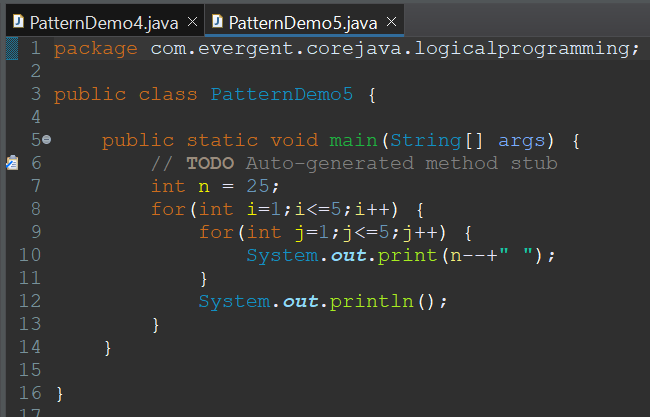 PatternDemo4.java PatternDemo5.java
1 package com.evergent.corejava.logicalprogramming;
2
3 public class PatternDemo5 {
4
5 public static void main(String[] args) {
6 // TODO Auto-generated method stub
7 int n = 25;
8 for(int i=1;i<=5;i++) {
9 for(int j=1;j<=5;j++) {
10 System.out.print(n--+" ");
11 }
12 System.out.println();
13 }
14 }
15
16 }
17